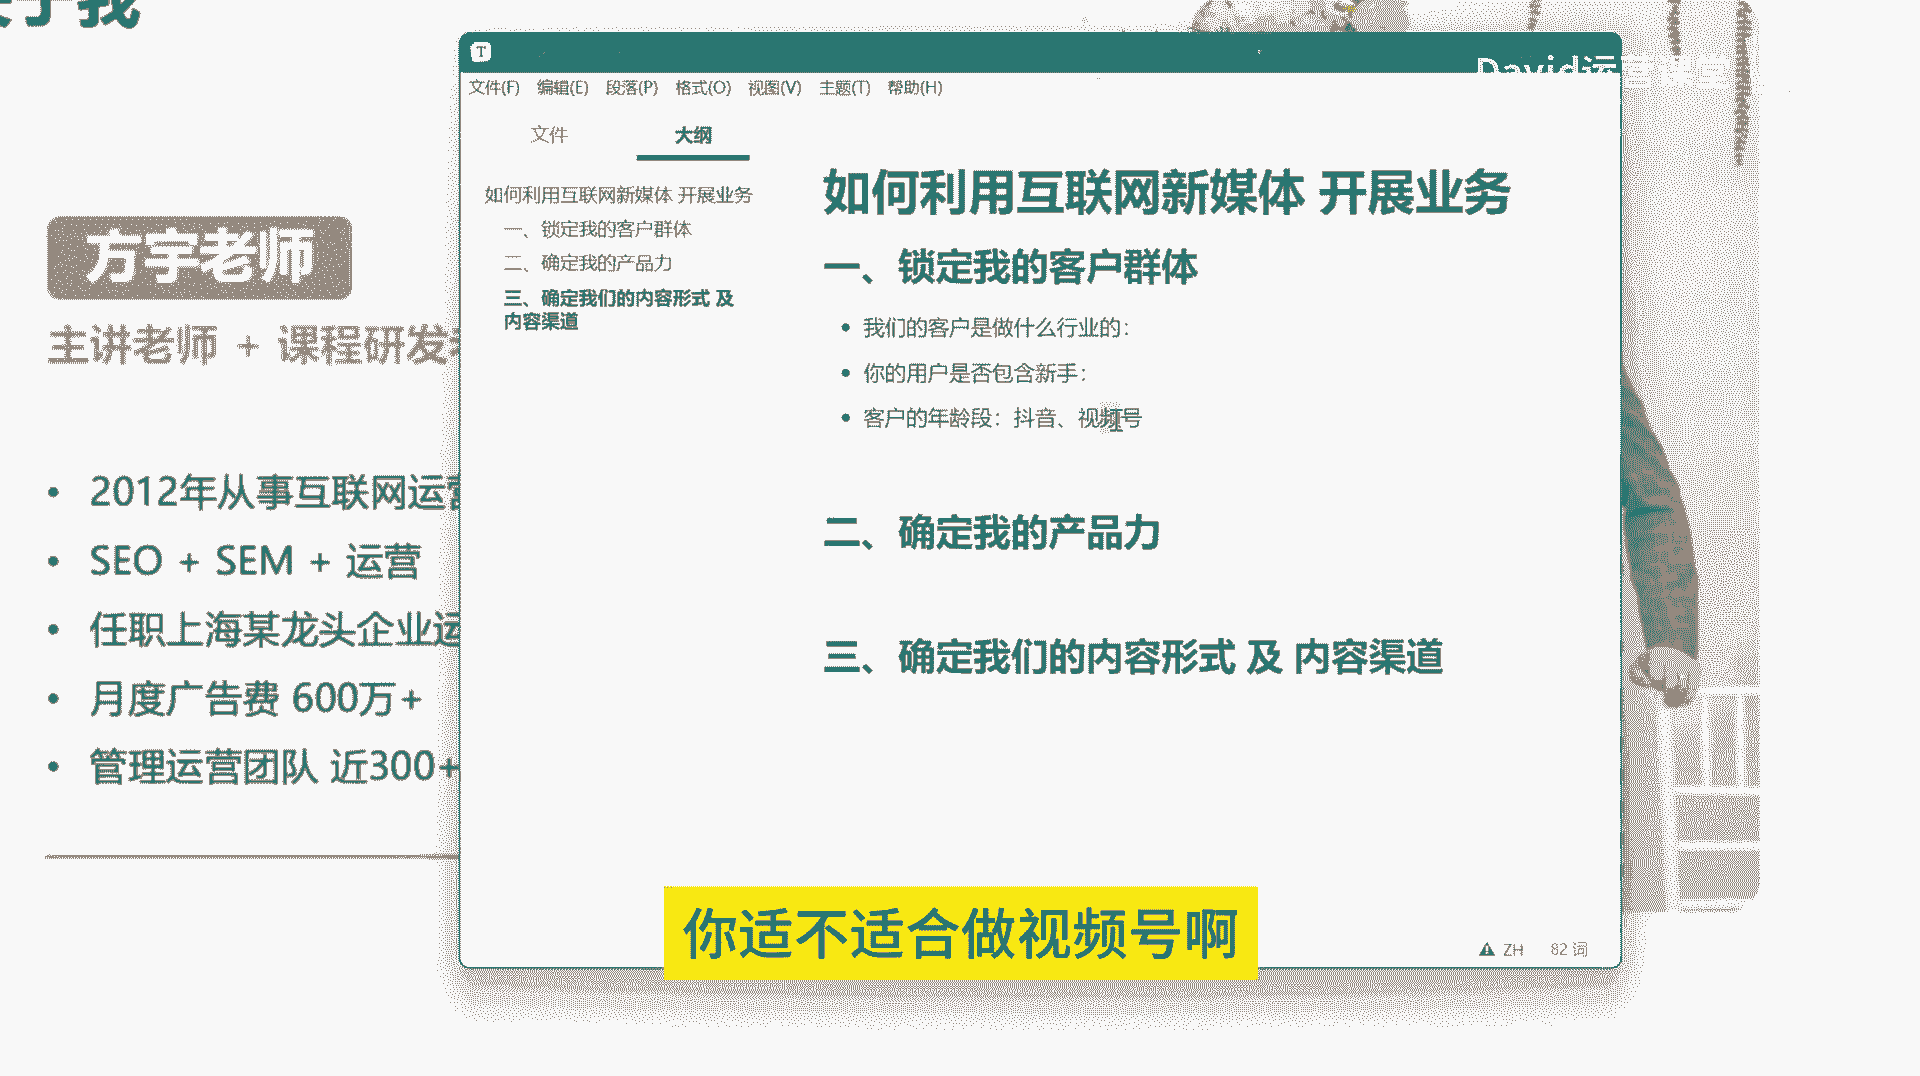 于我
方宇老师
主讲老师 + 课程研发
2012年从事互联网运营
SEO + SEM + 运营
任职上海某龙头企业运
月度广告费 600万+
管理运营团队 近300+
T
David运营课堂
文件(F) 编辑(E) 段落(P) 格式(O) 视图(V) 主题(T) 帮助(H)
文件 大纲
如何利用互联网新媒体 开展业务
一、锁定我的客户群体
二、确定我的产品力
三、确定我们的内容形式 及
内容渠道
如何利用互联网新媒体 开展业务
一、锁定我的客户群体
我们的客户是做什么行业的：
你的用户是否包含新手：
客户的年龄段：抖音、视频号
二、确定我的产品力
三、确定我们的内容形式 及 内容渠道
ZH 82 词
你适不适合做视频号啊